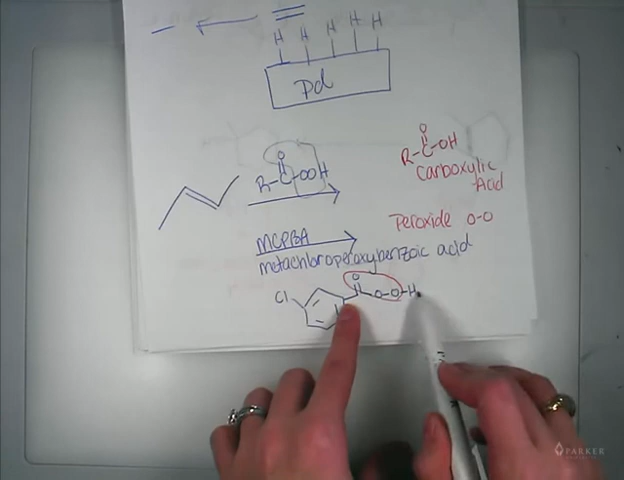 H H H H H
Pd
O
R-C-OOH
O
R-C-OH
Carboxylic
Acid
Peroxide O-O
MCPBA
metachloroperoxybenzoic acid
O
Cl
O-O-H
PARKER